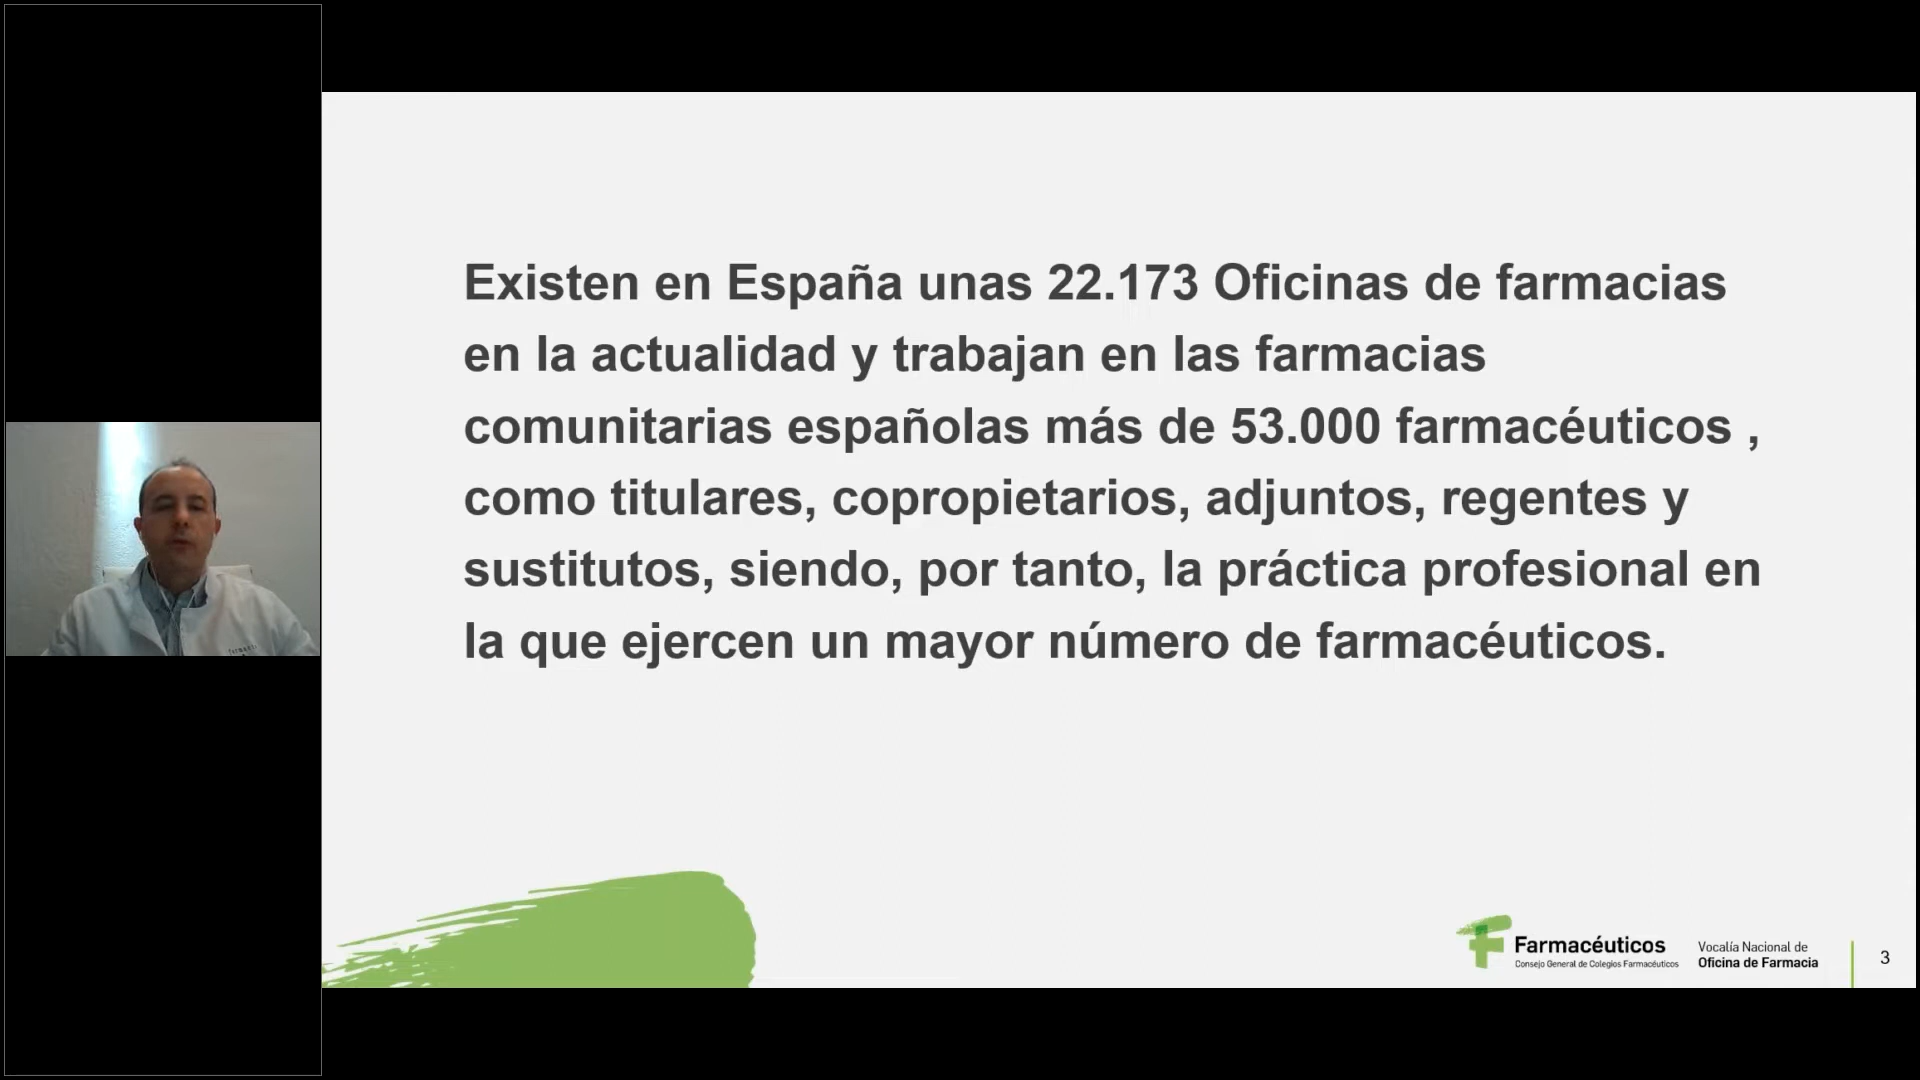 Existen en España unas 22.173 Oficinas de farmacias
en la actualidad y trabajan en las farmacias
comunitarias españolas más de 53.000 farmacéuticos ,
como titulares, copropietarios, adjuntos, regentes y
sustitutos, siendo, por tanto, la práctica profesional en
la que ejercen un mayor número de farmacéuticos.
Farmacéuticos
Consejo General de Colegios Farmacéuticos
Vocalía Nacional de
Oficina de Farmacia
3